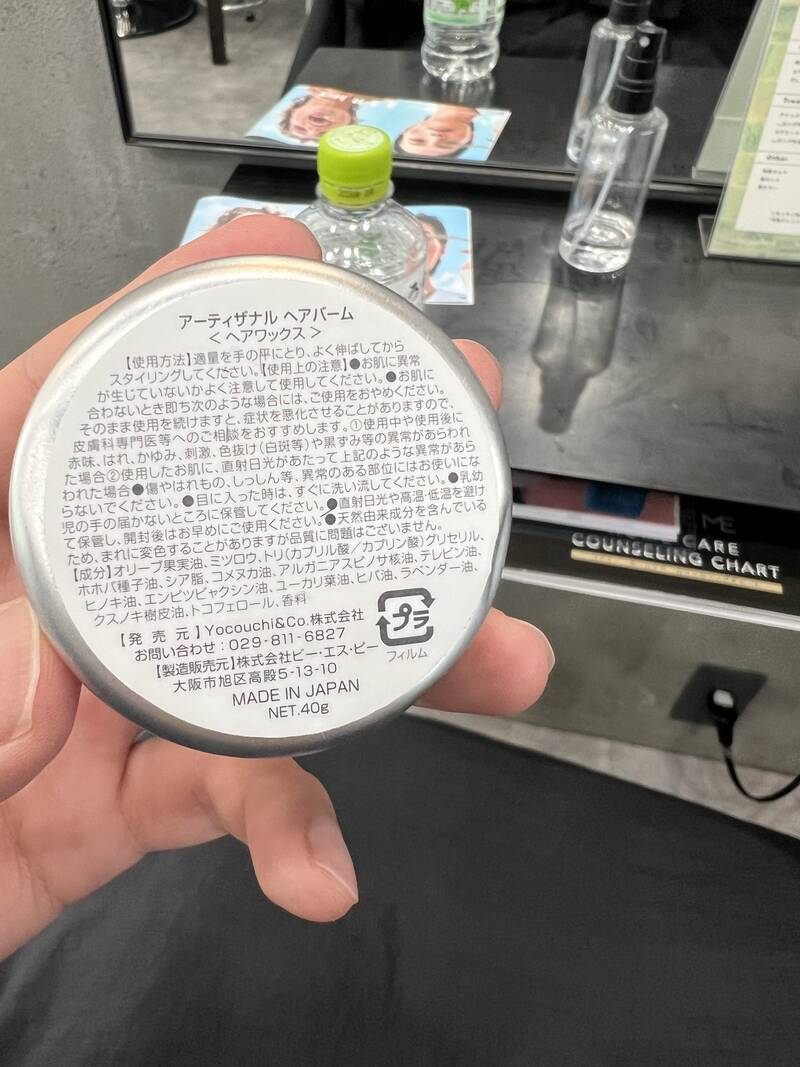 アーティザナル ヘアバーム
＜ヘアワックス＞
【使用方法】適量を手の平にとり、よく伸ばしてから
スタイリングしてください。【使用上の注意】●お肌に異常
が生じていないかよく注意して使用してください。●お肌に
合わないとき即ち次のような場合には、ご使用をおやめください。
そのまま使用を続けますと、症状を悪化させることがありますので、
皮膚科専門医等へのご相談をおすすめします。①使用中や使用後に
赤味、はれ、かゆみ、刺激、色抜け(白斑等)や黒ずみ等の異常があらわれ
た場合②使用したお肌に、直射日光があたって上記のような異常があら
われた場合●傷やはれもの、しっしん等、異常のある部位にはお使いにな
らないでください。●目に入った時は、すぐに洗い流してください。●乳幼
児の手の届かないところに保管してください。●直射日光や高温・低温を避け
て保管し、開封後はお早めにご使用ください。●天然由来成分を含んでいる
ため、まれに変色することがありますが品質に問題はございません。
【成分】オリーブ果実油、ミツロウ、トリ(カプリル酸／カプリン酸)グリセリル、
ホホバ種子油、シア脂、コメヌカ油、アルガニアスピノサ核油、テレビン油、
ヒノキ油、エンピツビャクシン油、ユーカリ葉油、ヒバ油、ラベンダー油、
クスノキ樹皮油、トコフェロール、香料
【発売元】Yocouchi&Co.株式会社
お問い合わせ：029-811-6827
【製造販売元】株式会社ビー・エス・ピー
大阪市旭区高殿5-13-10
MADE IN JAPAN
NET.40g
プラ
フィルム
ME
CARE
COUNSELING CHART